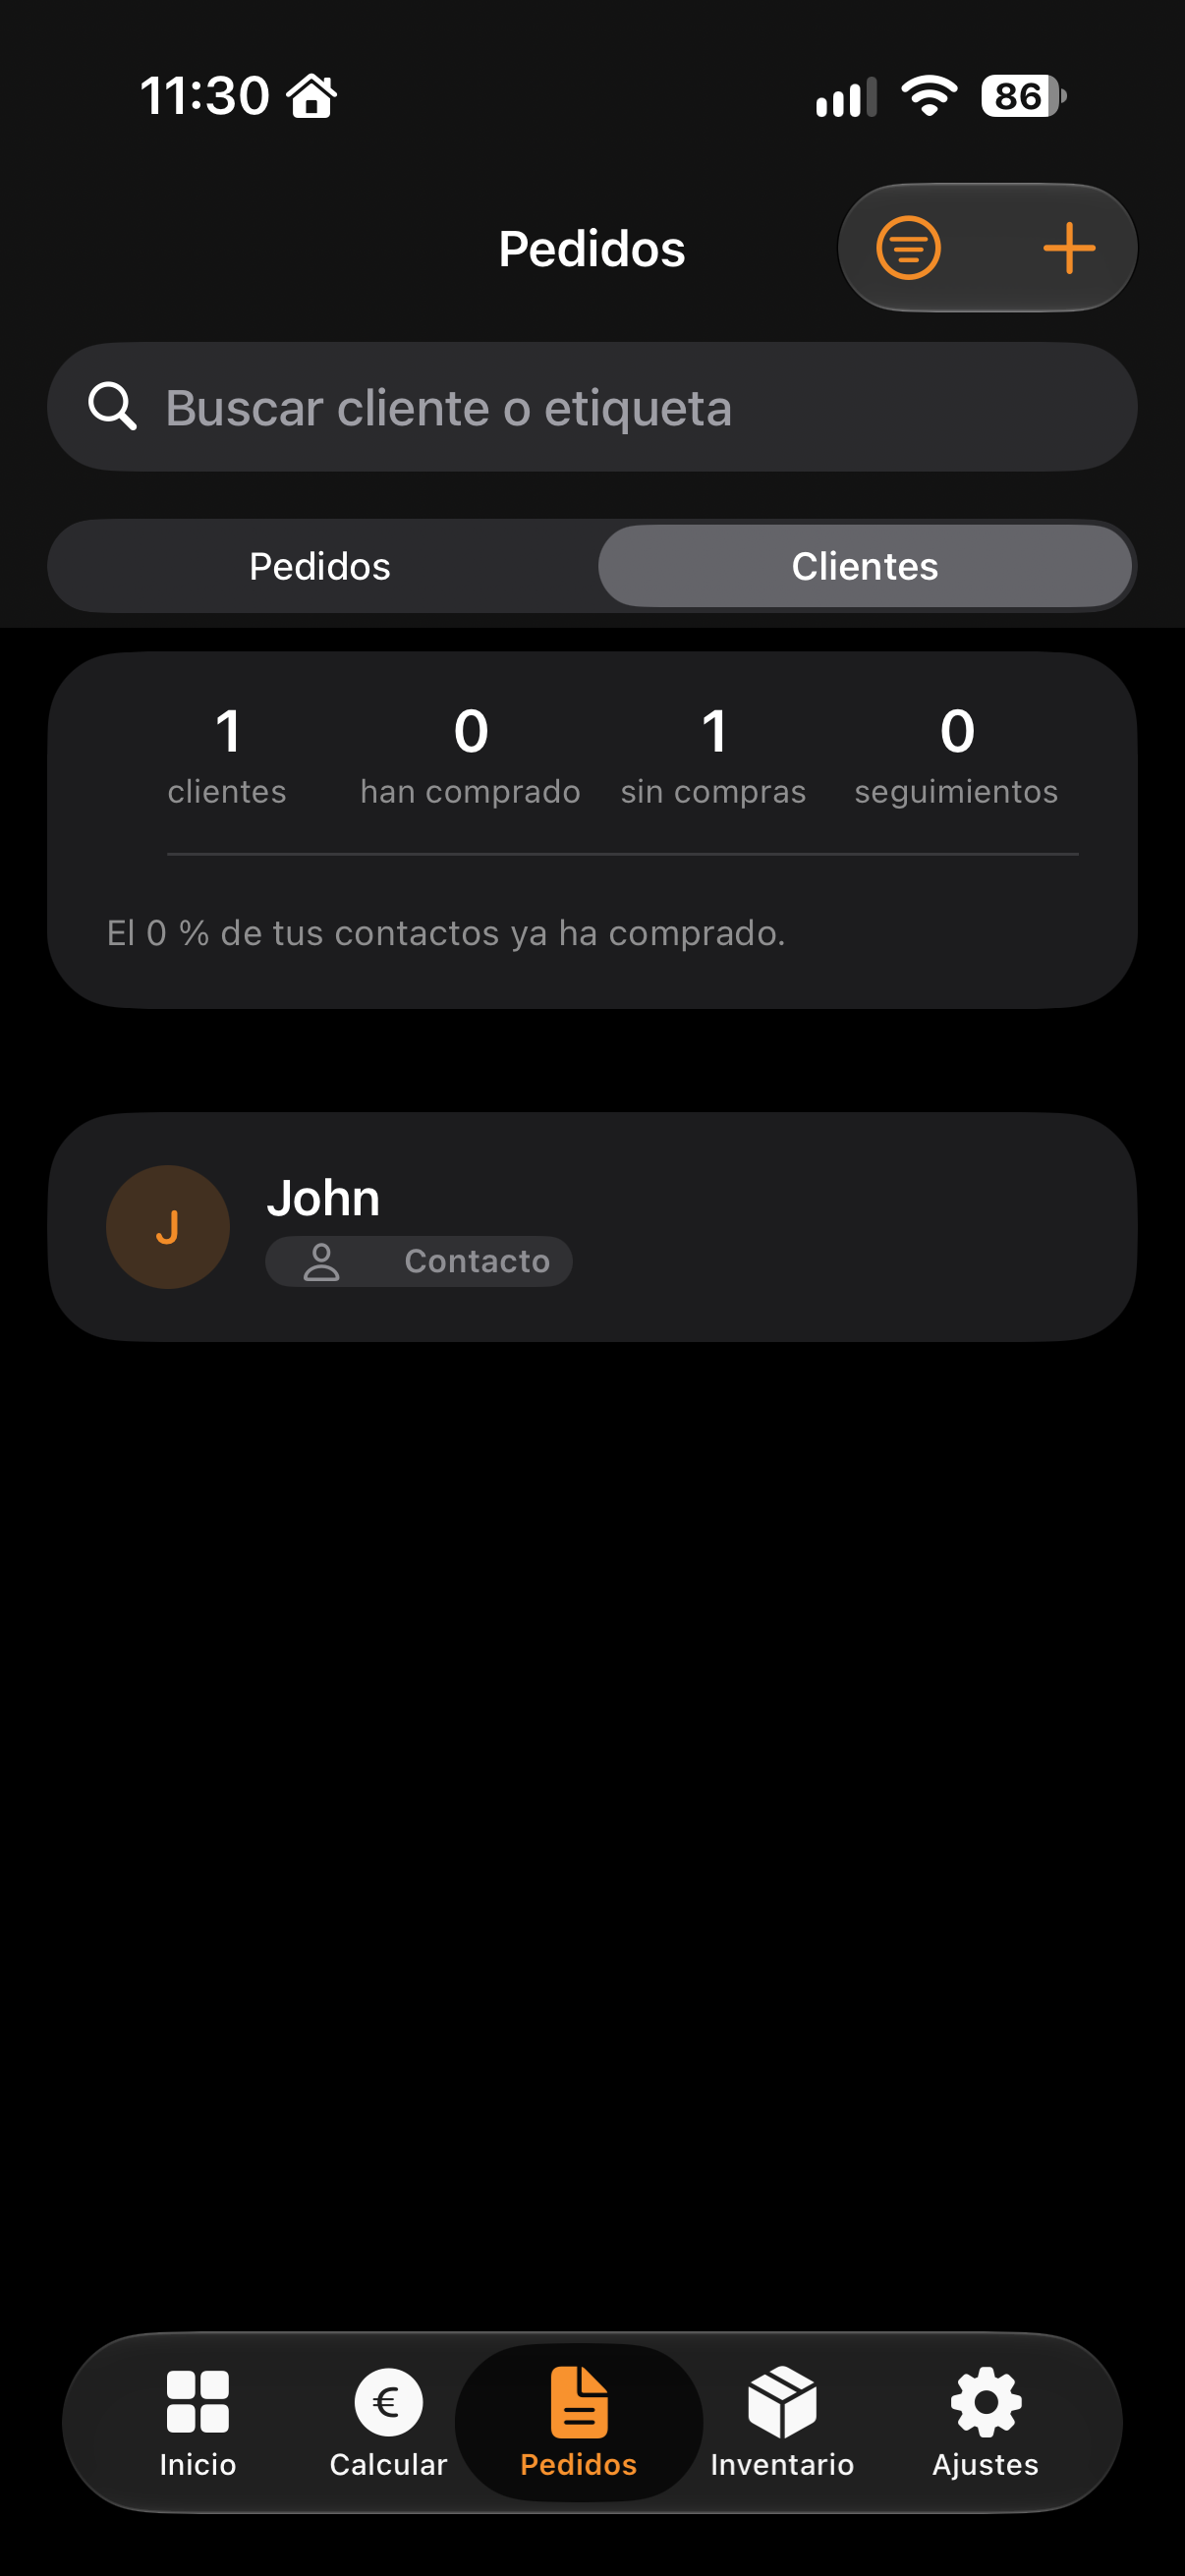 11:30
86
Pedidos
Buscar cliente o etiqueta
Pedidos Clientes
1 0 1 0
clientes han comprado sin compras seguimientos
El 0 % de tus contactos ya ha comprado.
J
John
Contacto
€
Inicio Calcular Pedidos Inventario Ajustes